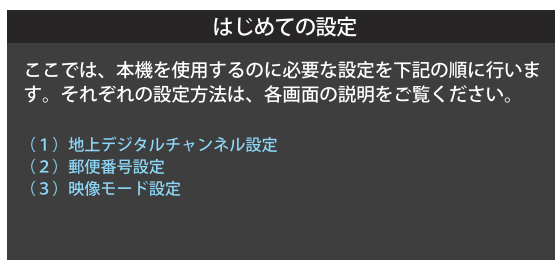 はじめての設定
ここでは、本機を使用するのに必要な設定を下記の順に行いま
す。それぞれの設定方法は、各画面の説明をご覧ください。
（1）地上デジタルチャンネル設定
（2）郵便番号設定
（3）映像モード設定